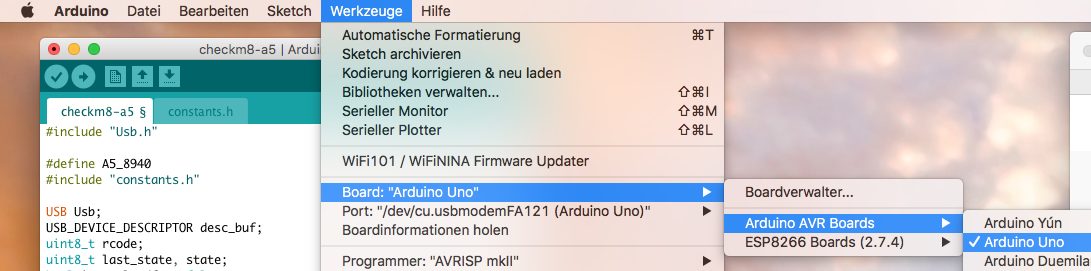 Arduino Datei Bearbeiten Sketch Werkzeuge Hilfe
checkm8-a5 | Ardui
checkm8-a5 § constants.h
#include "Usb.h"
#define A5_8940
#include "constants.h"
USB Usb;
USB_DEVICE_DESCRIPTOR desc_buf;
uint8_t rcode;
uint8_t last_state, state;
Automatische Formatierung ⌘T
Sketch archivieren
Kodierung korrigieren & neu laden
Bibliotheken verwalten... ⇧⌘I
Serieller Monitor ⇧⌘M
Serieller Plotter ⇧⌘L
WiFi101 / WiFiNINA Firmware Updater
Board: "Arduino Uno"
Port: "/dev/cu.usbmodemFA121 (Arduino Uno)"
Boardinformationen holen
Programmer: "AVRISP mkII"
Boardverwalter...
Arduino AVR Boards
ESP8266 Boards (2.7.4)
Arduino Yún
✓ Arduino Uno
Arduino Duemila